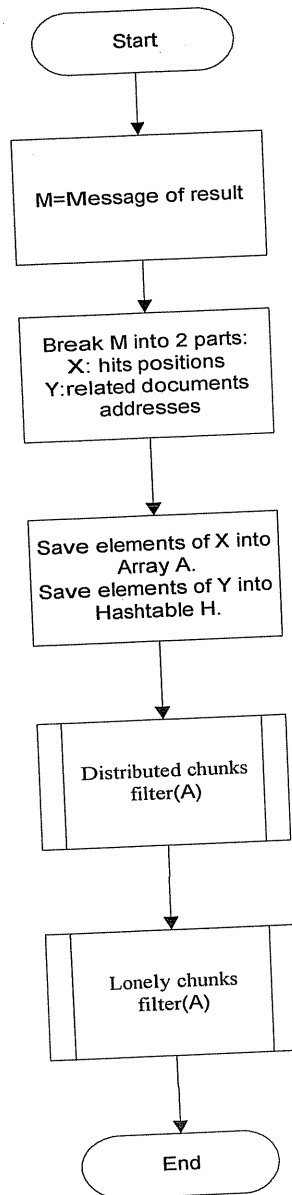 Start
M=Message of result
Break M into 2 parts:
X: hits positions
Y:related documents
addresses
Save elements of X into
Array A.
Save elements of Y into
Hashtable H.
Distributed chunks
filter(A)
Lonely chunks
filter(A)
End